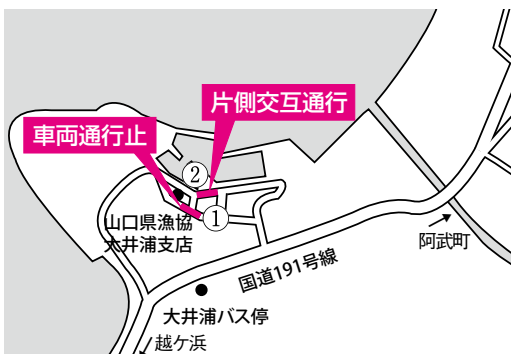 片側交互通行
車両通行止
②
①
山口県漁協
大井浦支店
阿武町
国道191号線
大井浦バス停
越ケ浜